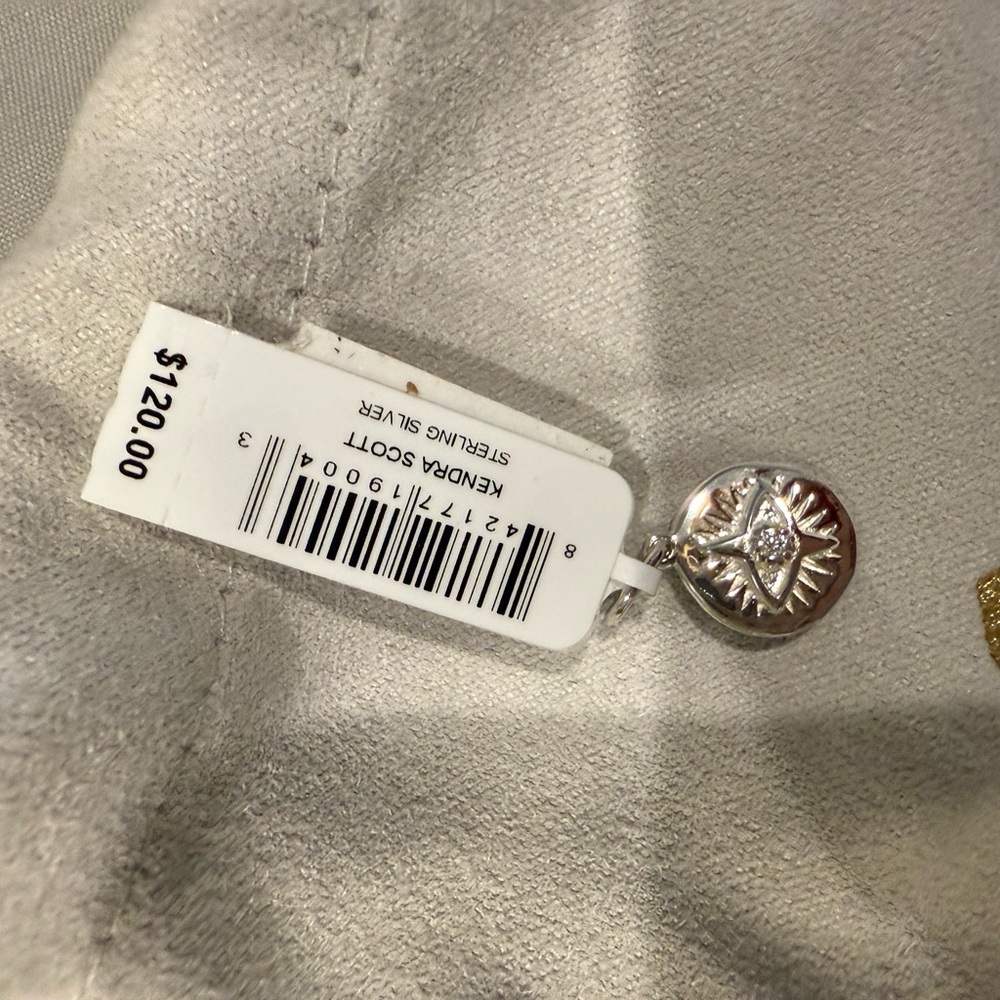 8 42177 19004 3
KENDRA SCOTT
STERLING SILVER
$120.00